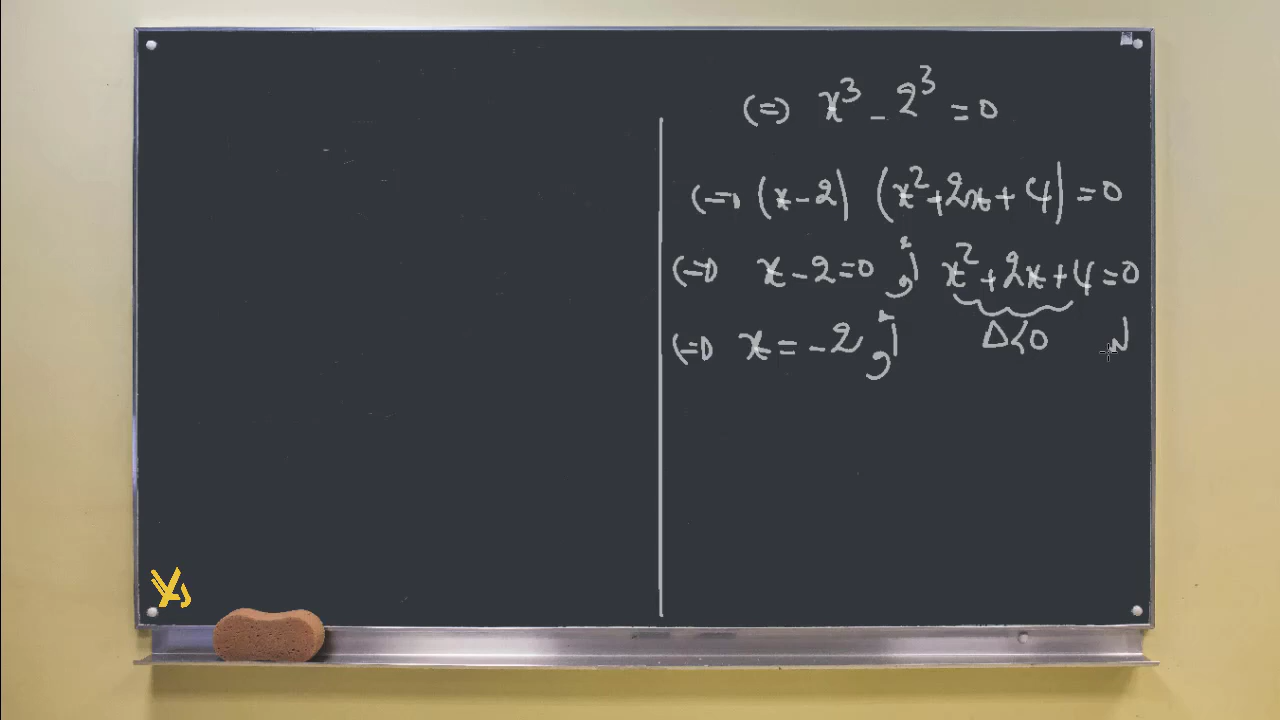 (=) x³ - 2³ = 0
(=) (x - 2) (x² + 2x + 4) = 0
(=) x - 2 = 0 أو x² + 2x + 4 = 0
(=) x = - 2 أو Δ < 0